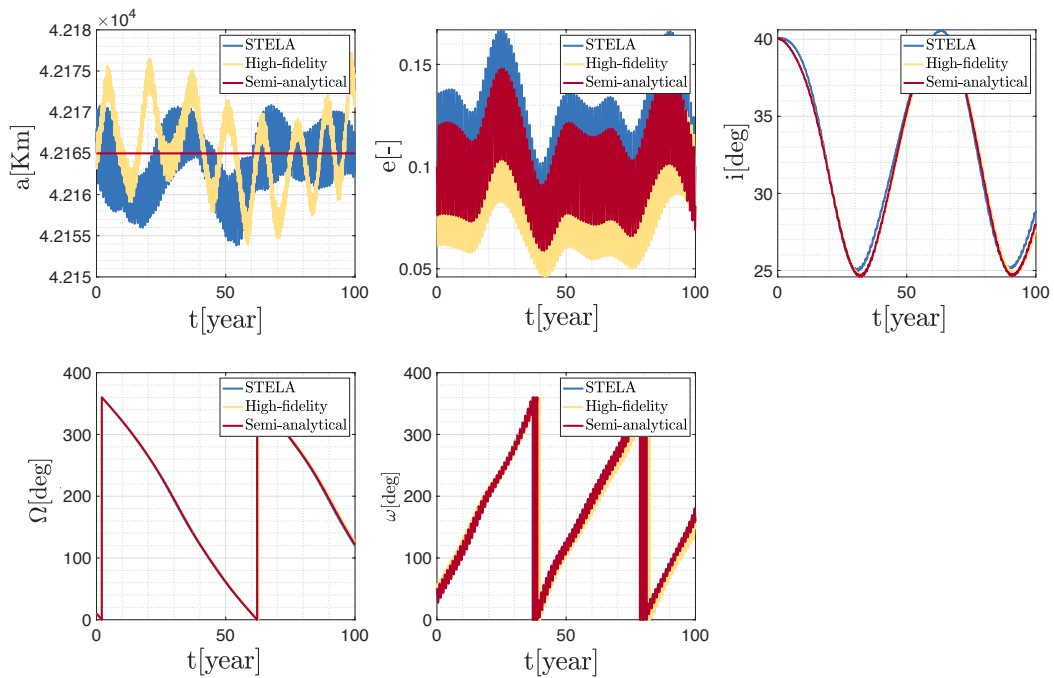 ×10⁴
4.218
4.2175
4.217
4.2165
4.216
4.2155
4.215
a[Km]
0
50
100
t[year]
STELA
High-fidelity
Semi-analytical
0.15
0.1
0.05
e[-]
0
50
100
t[year]
STELA
High-fidelity
Semi-analytical
40
35
30
25
i[deg]
0
50
100
t[year]
STELA
High-fidelity
Semi-analytical
400
300
200
100
0
Ω[deg]
0
50
100
t[year]
STELA
High-fidelity
Semi-analytical
400
300
200
100
0
ω[deg]
0
50
100
t[year]
STELA
High-fidelity
Semi-analytical